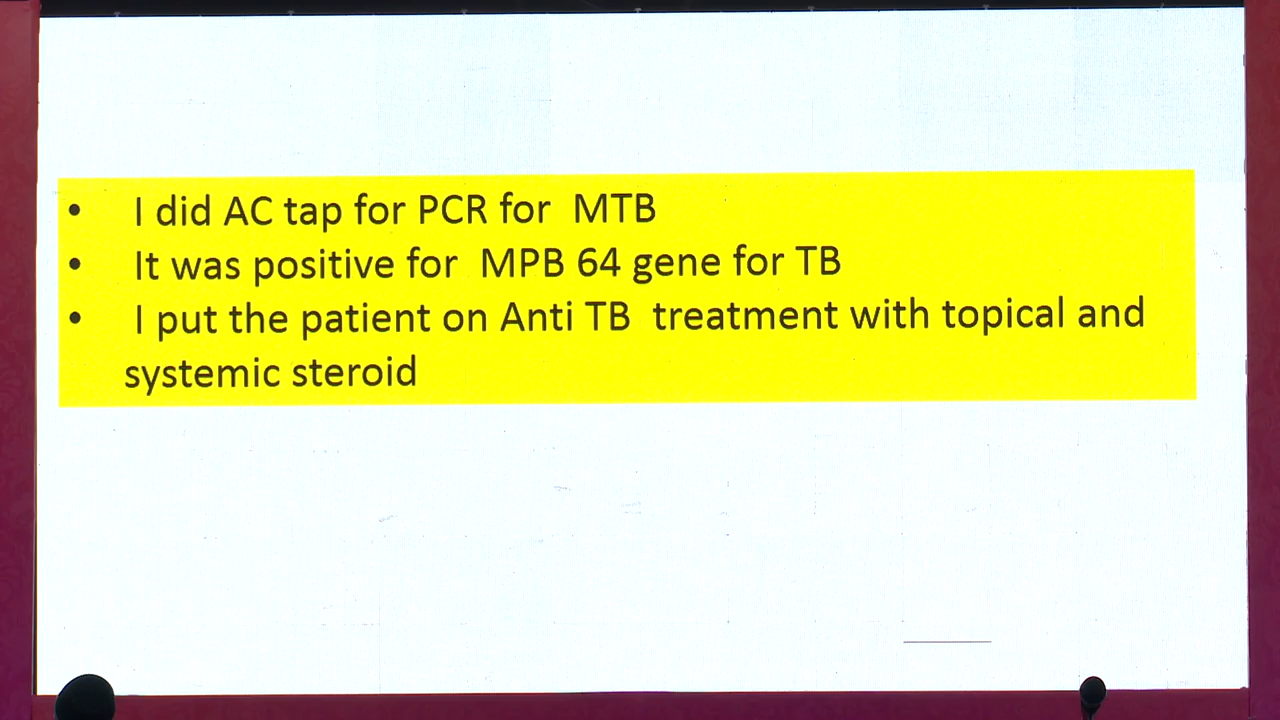 • I did AC tap for PCR for MTB
• It was positive for MPB 64 gene for TB
• I put the patient on Anti TB treatment with topical and
systemic steroid